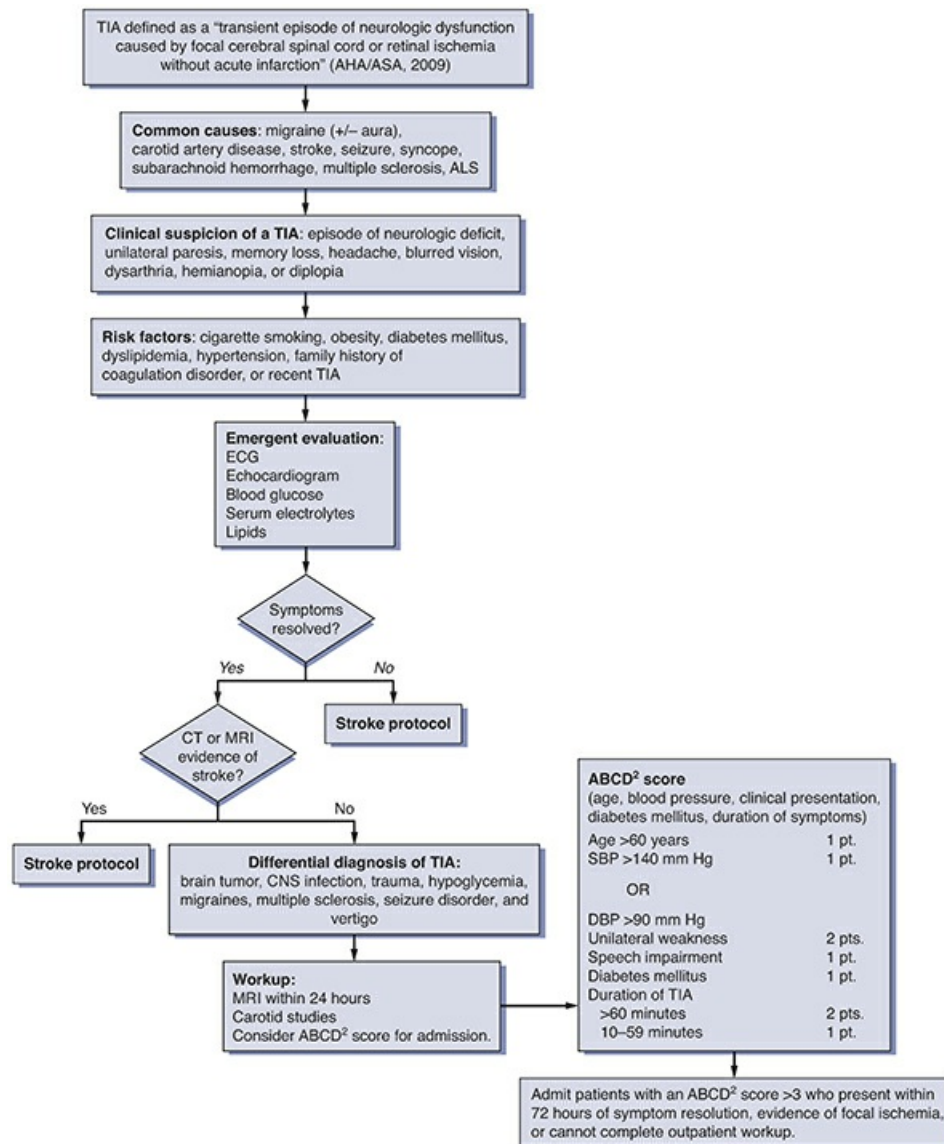 TIA defined as a “transient episode of neurologic dysfunction
caused by focal cerebral spinal cord or retinal ischemia
without acute infarction” (AHA/ASA, 2009)
Common causes: migraine (+/– aura),
carotid artery disease, stroke, seizure, syncope,
subarachnoid hemorrhage, multiple sclerosis, ALS
Clinical suspicion of a TIA: episode of neurologic deficit,
unilateral paresis, memory loss, headache, blurred vision,
dysarthria, hemianopia, or diplopia
Risk factors: cigarette smoking, obesity, diabetes mellitus,
dyslipidemia, hypertension, family history of
coagulation disorder, or recent TIA
Emergent evaluation:
ECG
Echocardiogram
Blood glucose
Serum electrolytes
Lipids
Symptoms
resolved?
Yes
No
Stroke protocol
CT or MRI
evidence of
stroke?
Yes
No
Stroke protocol
Differential diagnosis of TIA:
brain tumor, CNS infection, trauma, hypoglycemia,
migraines, multiple sclerosis, seizure disorder, and
vertigo
Workup:
MRI within 24 hours
Carotid studies
Consider ABCD² score for admission.
ABCD² score
(age, blood pressure, clinical presentation,
diabetes mellitus, duration of symptoms)
Age >60 years 1 pt.
SBP >140 mm Hg 1 pt.
OR
DBP >90 mm Hg
Unilateral weakness 2 pts.
Speech impairment 1 pt.
Diabetes mellitus 1 pt.
Duration of TIA
>60 minutes 2 pts.
10–59 minutes 1 pt.
Admit patients with an ABCD² score >3 who present within
72 hours of symptom resolution, evidence of focal ischemia,
or cannot complete outpatient workup.